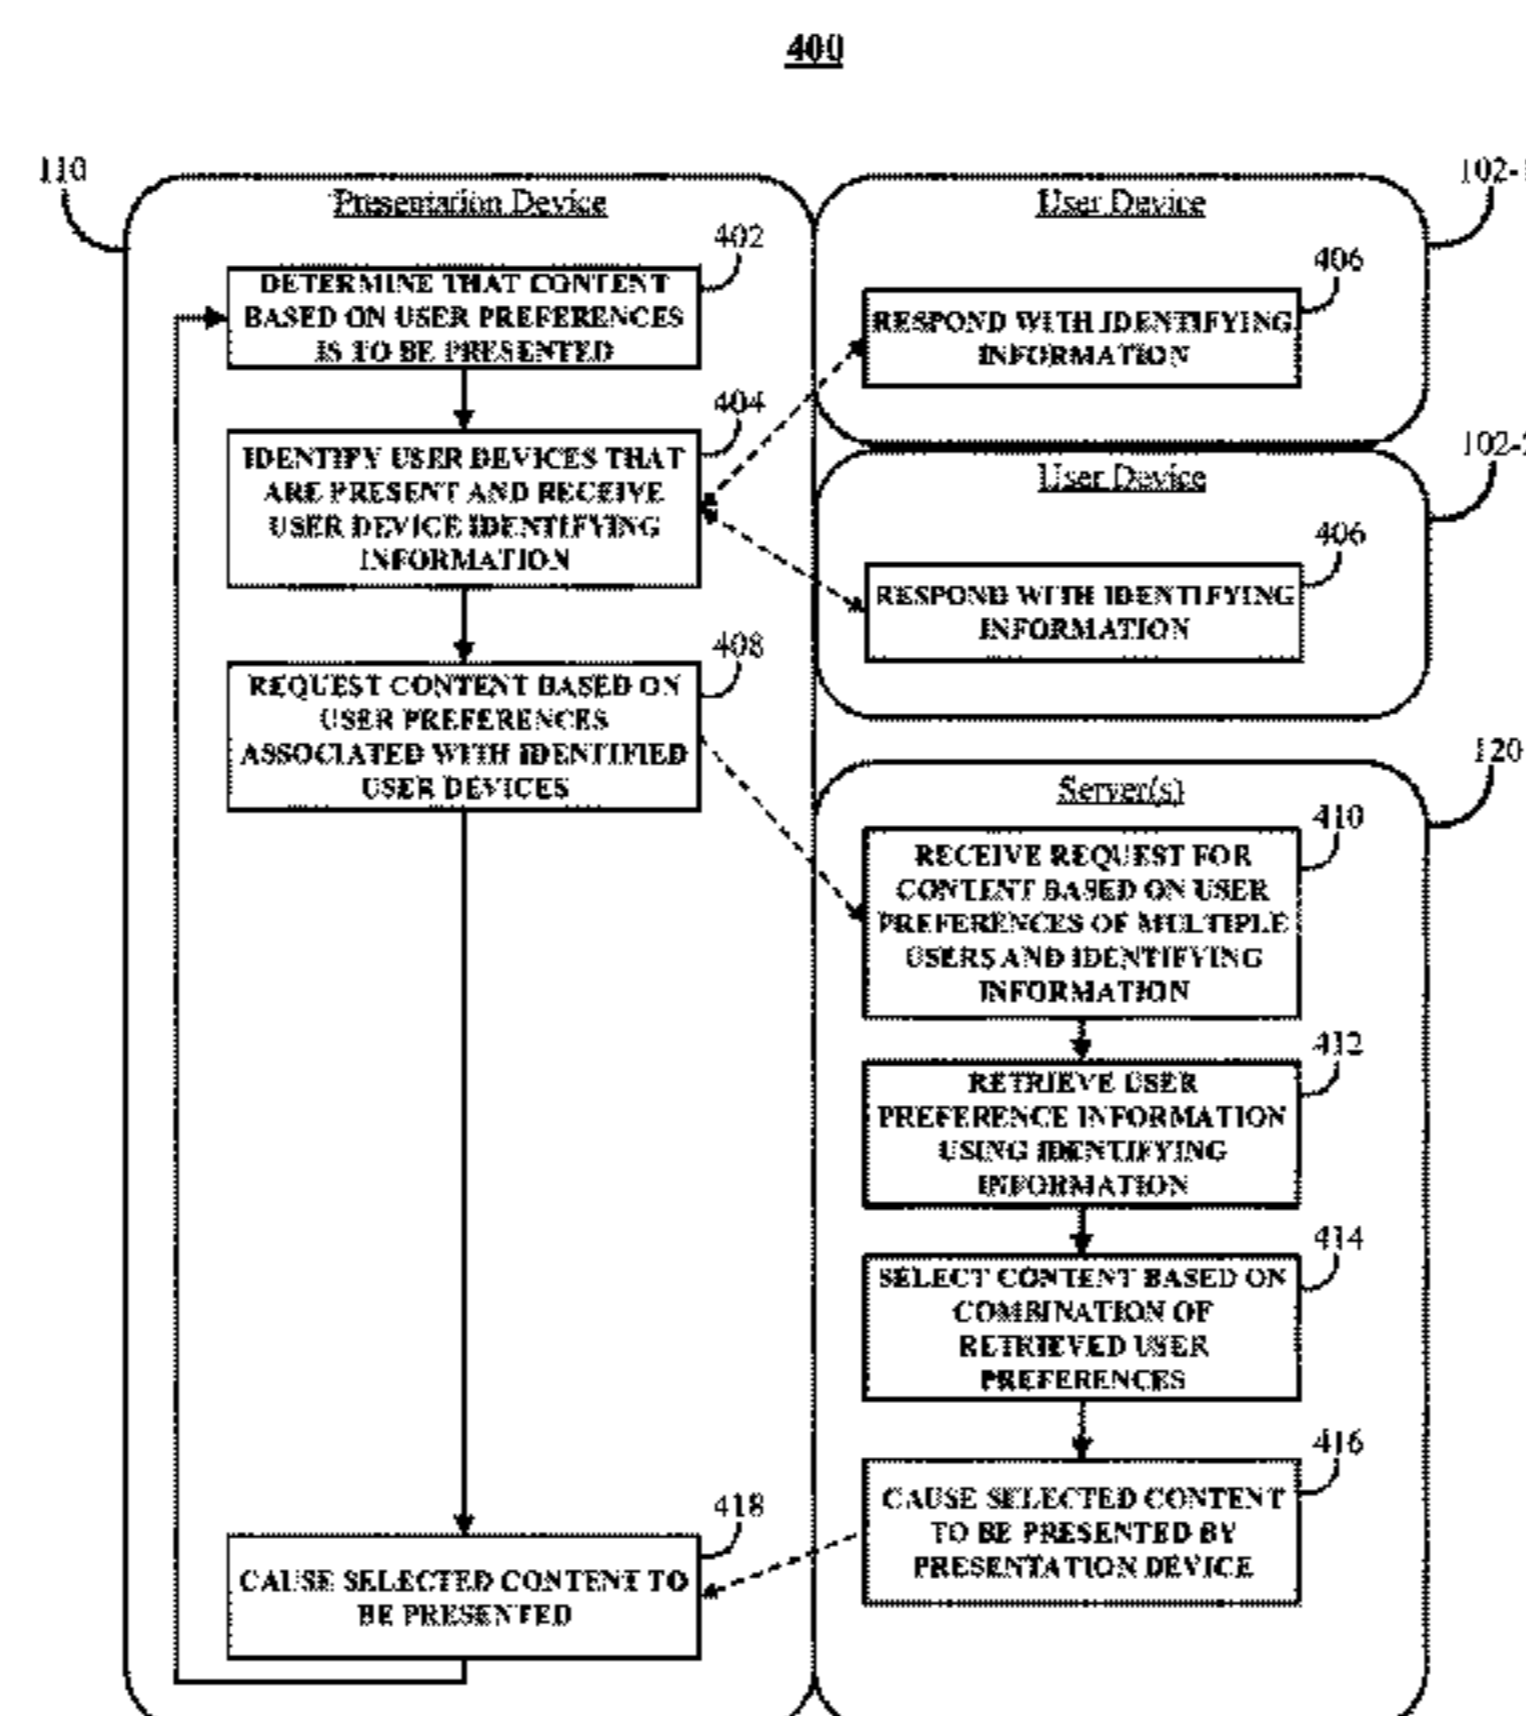 400
110
Presentation Device
402
DETERMINE THAT CONTENT
BASED ON USER PREFERENCES
IS TO BE PRESENTED
404
IDENTIFY USER DEVICES THAT
ARE PRESENT AND RECEIVE
USER DEVICE IDENTIFYING
INFORMATION
408
REQUEST CONTENT BASED ON
USER PREFERENCES
ASSOCIATED WITH IDENTIFIED
USER DEVICES
418
CAUSE SELECTED CONTENT TO
BE PRESENTED
102-1
User Device
406
RESPOND WITH IDENTIFYING
INFORMATION
102-2
User Device
406
RESPOND WITH IDENTIFYING
INFORMATION
120
Server(s)
410
RECEIVE REQUEST FOR
CONTENT BASED ON USER
PREFERENCES OF MULTIPLE
USERS AND IDENTIFYING
INFORMATION
412
RETRIEVE USER
PREFERENCE INFORMATION
USING IDENTIFYING
INFORMATION
414
SELECT CONTENT BASED ON
COMBINATION OF
RETRIEVED USER
PREFERENCES
416
CAUSE SELECTED CONTENT
TO BE PRESENTED BY
PRESENTATION DEVICE